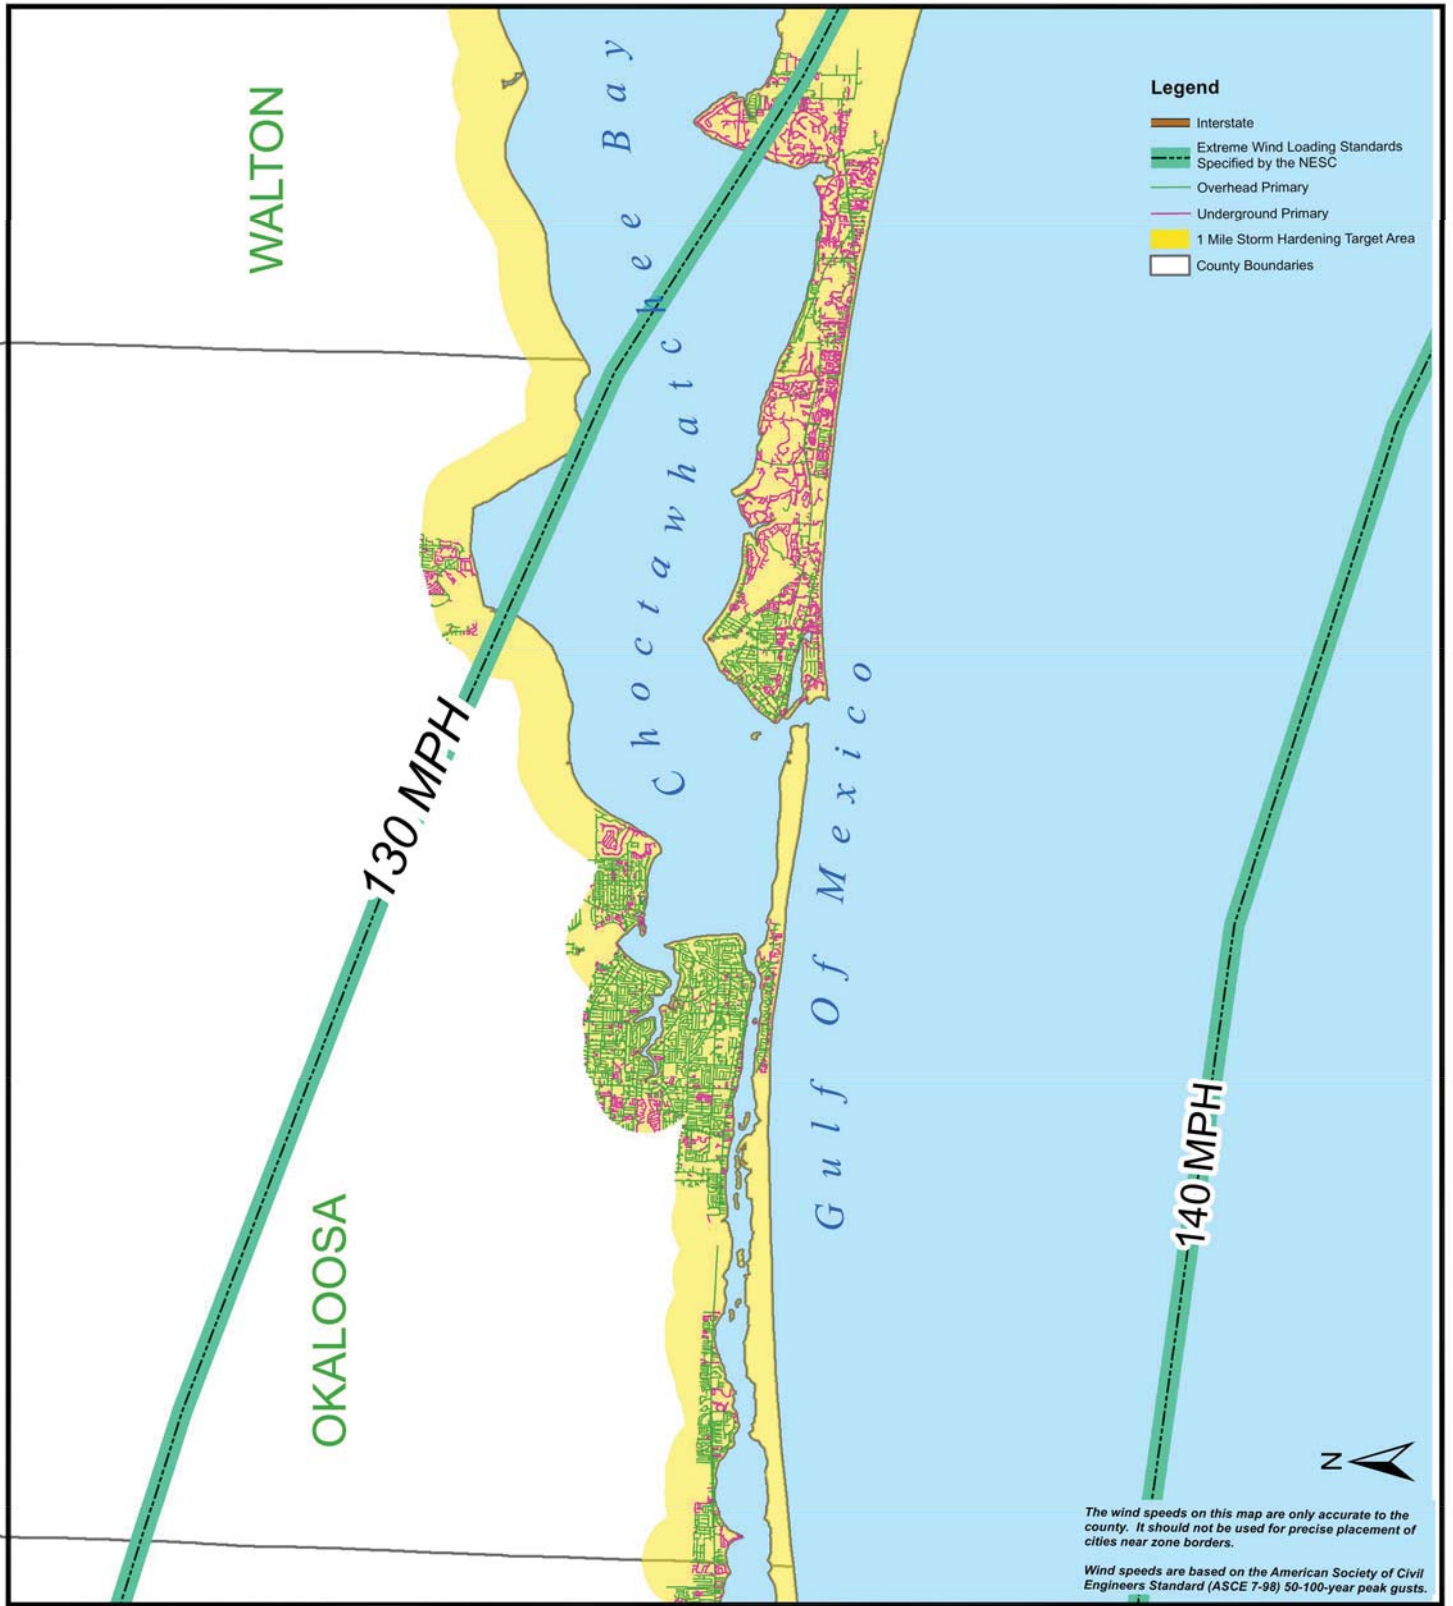 WALTON
Choctawhatchee Bay
Legend
Interstate
Extreme Wind Loading Standards
Specified by the NESC
Overhead Primary
Underground Primary
1 Mile Storm Hardening Target Area
County Boundaries
130 MPH
Gulf Of Mexico
OKALOOSA
140 MPH
N
The wind speeds on this map are only accurate to the
county. It should not be used for precise placement of
cities near zone borders.
Wind speeds are based on the American Society of Civil
Engineers Standard (ASCE 7-98) 50-100-year peak gusts.